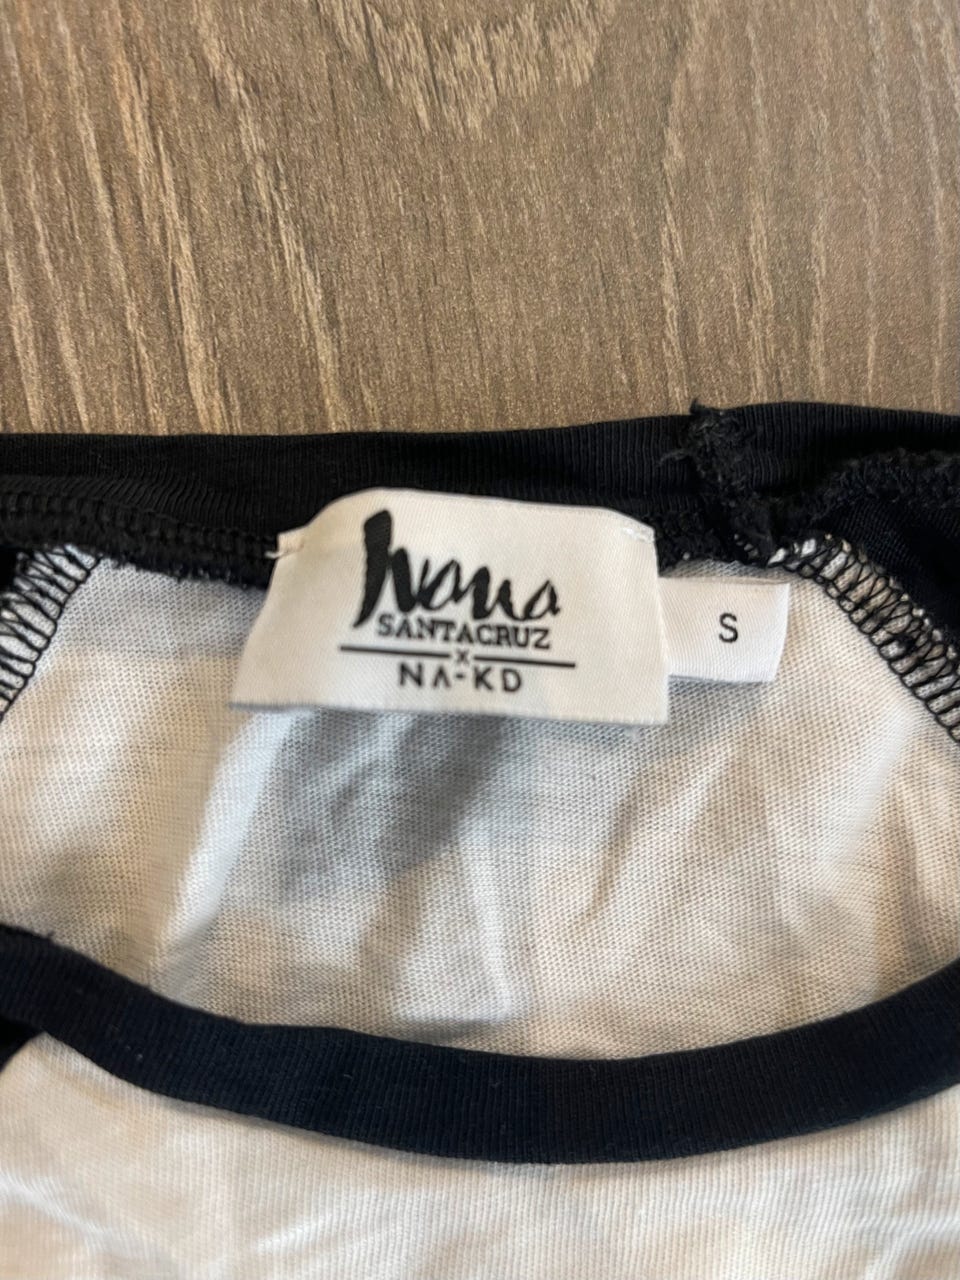 Ivana
SANTACRUZ
x
NA-KD
S